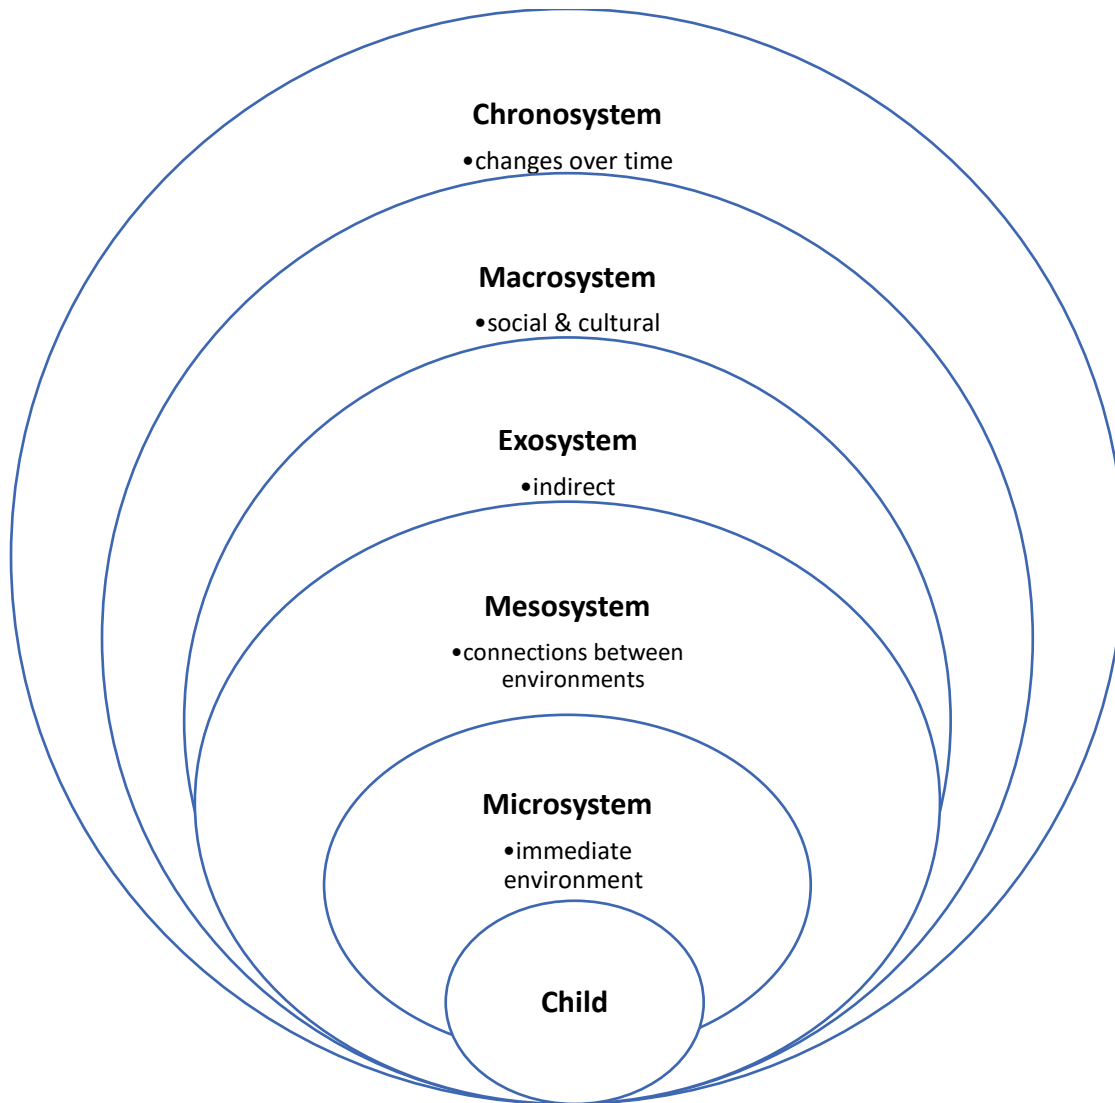 Chronosystem
•changes over time
Macrosystem
•social & cultural
Exosystem
•indirect
Mesosystem
•connections between
environments
Microsystem
•immediate
environment
Child